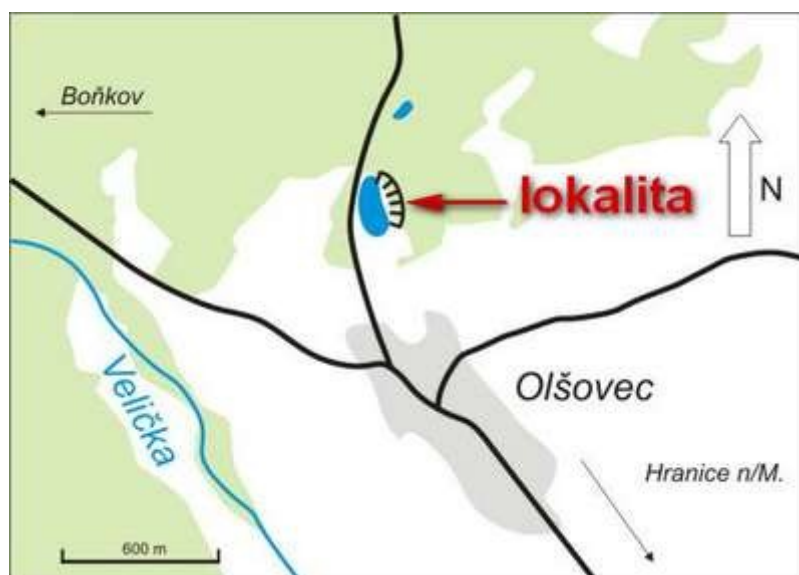 Boňkov
lokalita
N
Olšovec
Velička
Hranice n/M.
600 m